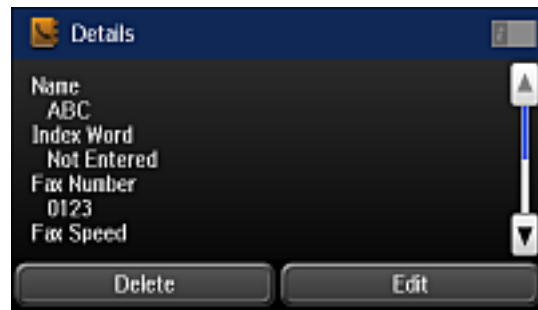 Details
i
Name
ABC
Index Word
Not Entered
Fax Number
0123
Fax Speed
Delete
Edit